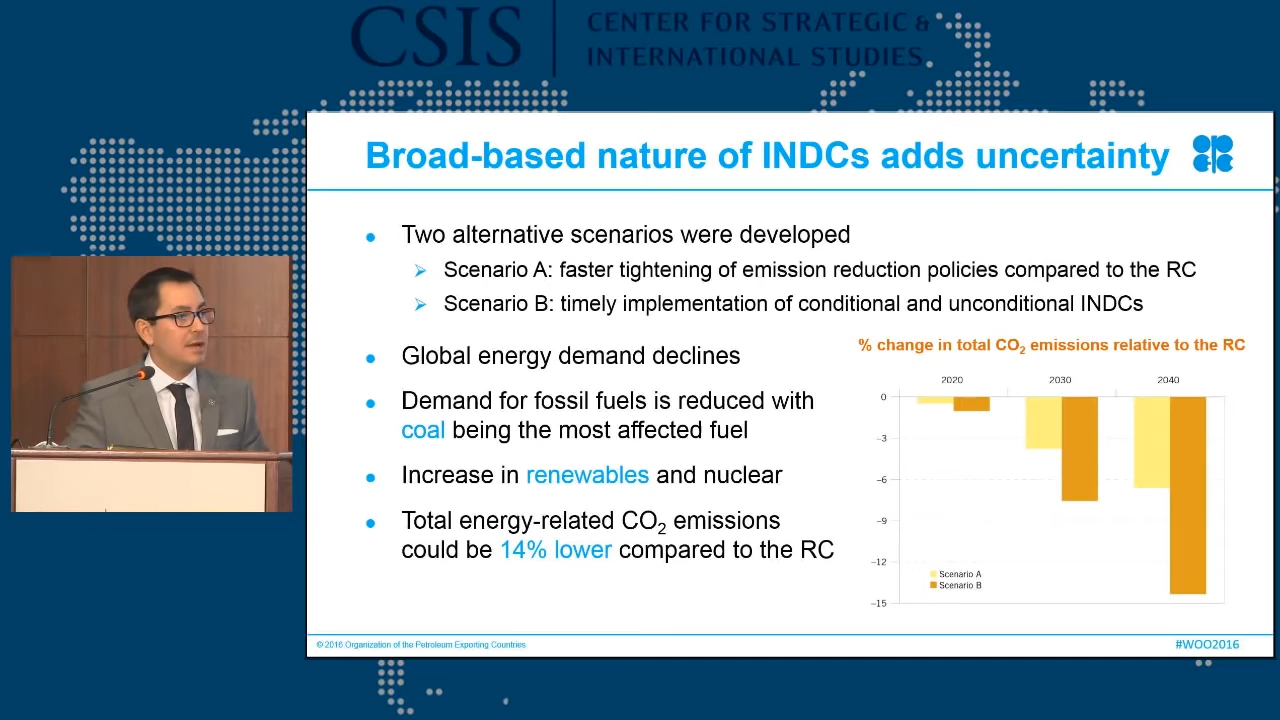 CSIS
CENTER FOR STRATEGIC &
INTERNATIONAL STUDIES
Broad-based nature of INDCs adds uncertainty
OPEC
• Two alternative scenarios were developed
➢ Scenario A: faster tightening of emission reduction policies compared to the RC
➢ Scenario B: timely implementation of conditional and unconditional INDCs
• Global energy demand declines
• Demand for fossil fuels is reduced with
coal being the most affected fuel
• Increase in renewables and nuclear
• Total energy-related CO₂ emissions
could be 14% lower compared to the RC
% change in total CO₂ emissions relative to the RC
2020 2030 2040
0
–3
–6
–9
–12
–15
Scenario A
Scenario B
© 2016 Organization of the Petroleum Exporting Countries
#WOO2016